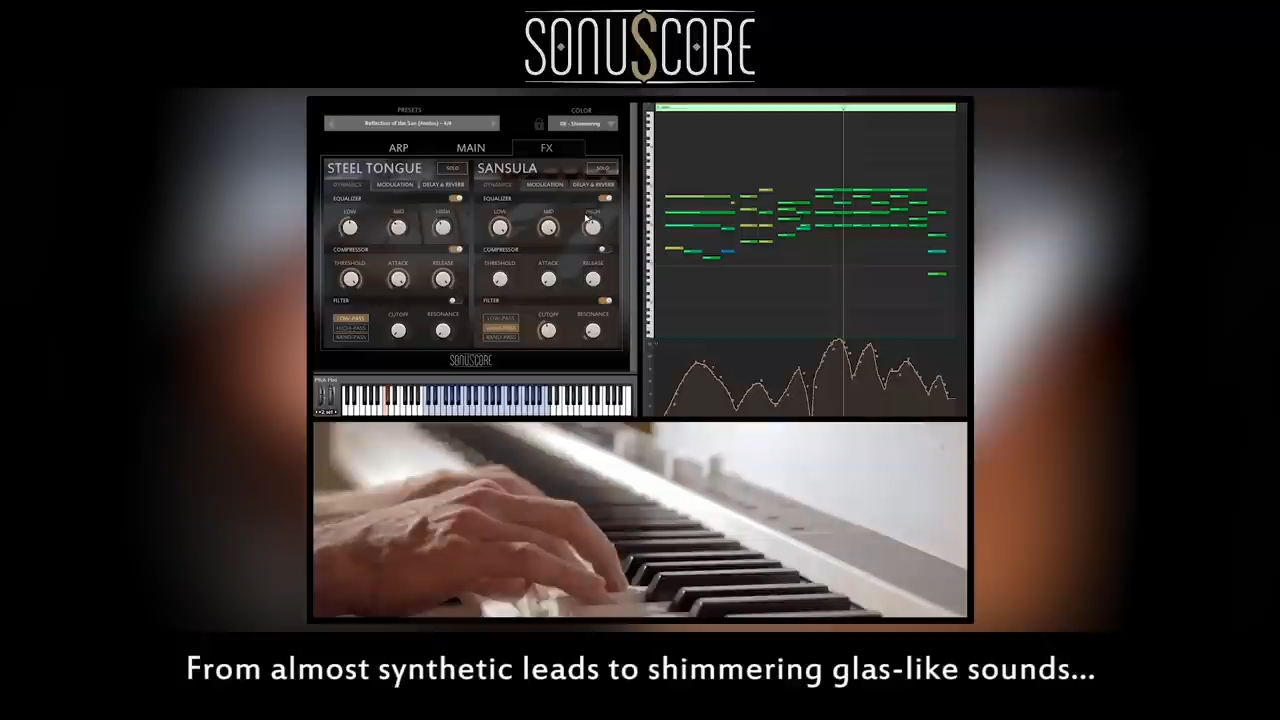 SONUSCORE
PRESETS
COLOR
Reflection of the Sun (Anotus) - 4/4
ARP MAIN FX
STEEL TONGUE SOLO SANSULA SOLO
DYNAMICS MODULATION DELAY & REVERB DYNAMICS MODULATION DELAY & REVERB
EQUALIZER EQUALIZER
LOW MID HIGH LOW MID HIGH
COMPRESSOR COMPRESSOR
THRESHOLD ATTACK RELEASE THRESHOLD ATTACK RELEASE
FILTER FILTER
LOW-PASS CUTOFF RESONANCE LOW-PASS CUTOFF RESONANCE
HIGH-PASS HIGH-PASS
BAND-PASS BAND-PASS
SONUSCORE
From almost synthetic leads to shimmering glas-like sounds...